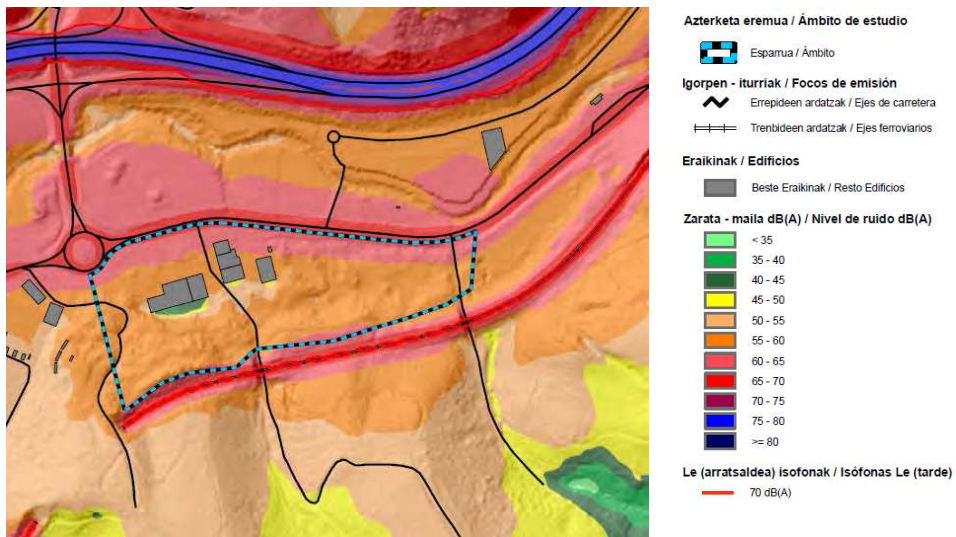 Azterketa eremua / Ámbito de estudio
Esparrua / Ámbito
Igorpen - iturriak / Focos de emisión
Errepideen ardatzak / Ejes de carretera
Trenbideen ardatzak / Ejes ferroviarios
Eraikinak / Edificios
Beste Eraikinak / Resto Edificios
Zarata - maila dB(A) / Nivel de ruido dB(A)
< 35
35 - 40
40 - 45
45 - 50
50 - 55
55 - 60
60 - 65
65 - 70
70 - 75
75 - 80
>= 80
Le (arratsaldea) isofonak / Isófonas Le (tarde)
70 dB(A)